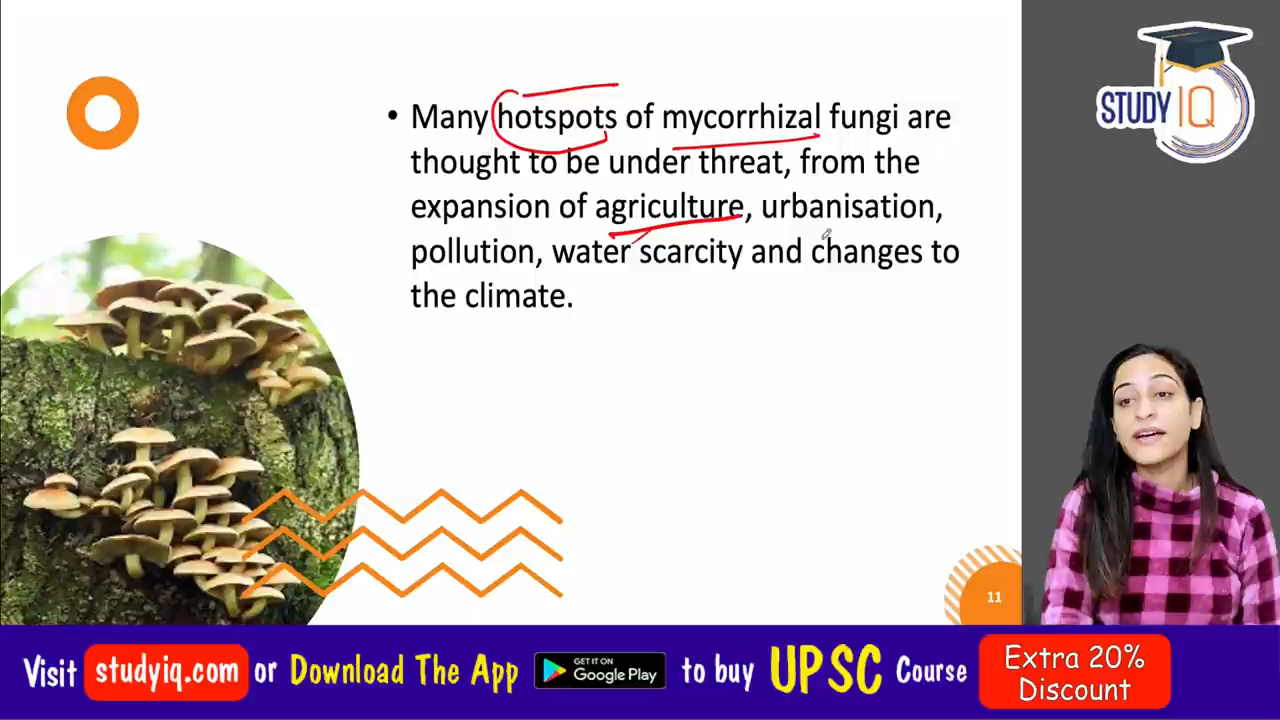 • Many hotspots of mycorrhizal fungi are
thought to be under threat, from the
expansion of agriculture, urbanisation,
pollution, water scarcity and changes to
the climate.
STUDY IQ
11
Visit studyiq.com or Download The App GET IT ON Google Play to buy UPSC Course Extra 20% Discount